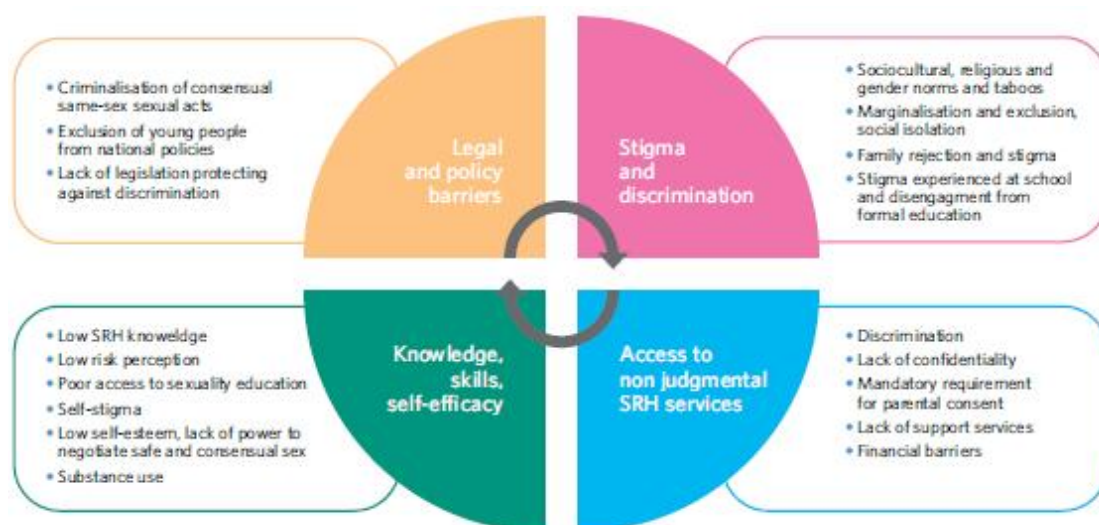 • Criminalisation of consensual
same-sex sexual acts
• Exclusion of young people
from national policies
• Lack of legislation protecting
against discrimination
Legal
and policy
barriers
Stigma
and
discrimination
• Sociocultural, religious and
gender norms and taboos
• Marginalisation and exclusion,
social isolation
• Family rejection and stigma
• Stigma experienced at school
and disengagment from
formal education
• Low SRH knoweldge
• Low risk perception
• Poor access to sexuality education
• Self-stigma
• Low self-esteem, lack of power to
negotiate safe and consensual sex
• Substance use
Knowledge,
skills,
self-efficacy
Access to
non judgmental
SRH services
• Discrimination
• Lack of confidentiality
• Mandatory requirement
for parental consent
• Lack of support services
• Financial barriers